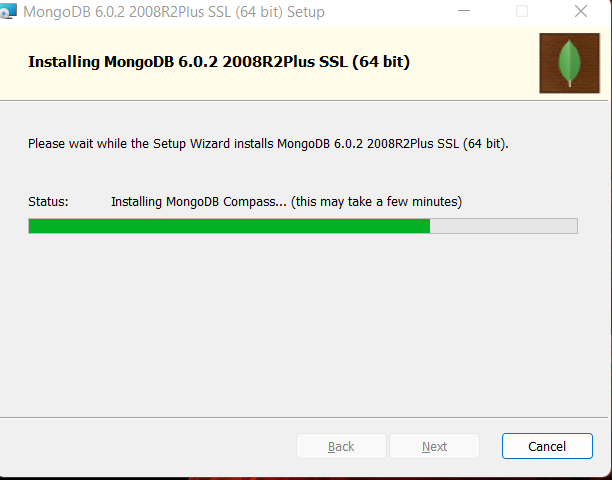 MongoDB 6.0.2 2008R2Plus SSL (64 bit) Setup
Installing MongoDB 6.0.2 2008R2Plus SSL (64 bit)
Please wait while the Setup Wizard installs MongoDB 6.0.2 2008R2Plus SSL (64 bit).
Status: Installing MongoDB Compass... (this may take a few minutes)
Back Next Cancel